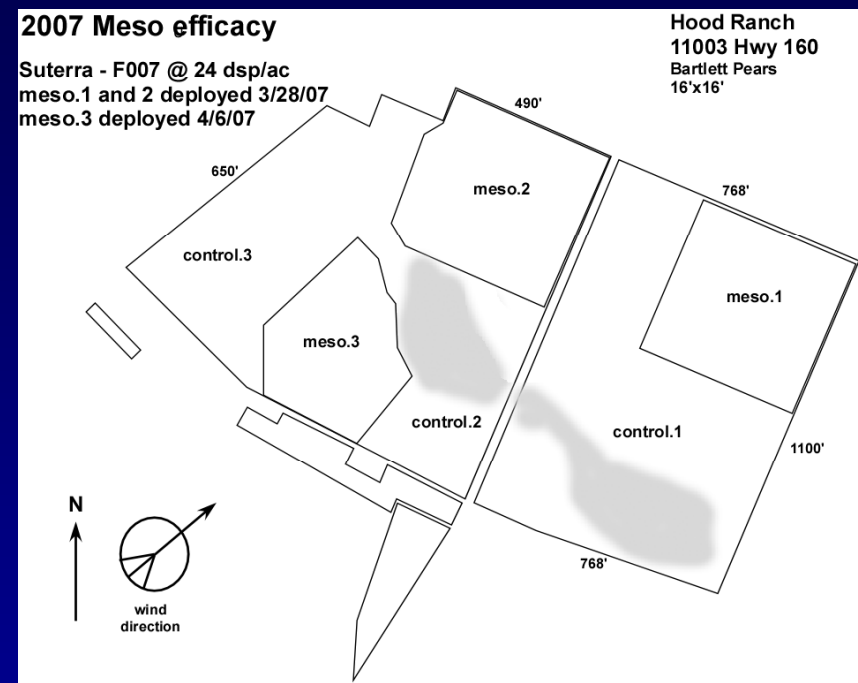 2007 Meso efficacy
Suterra - F007 @ 24 dsp/ac
meso.1 and 2 deployed 3/28/07
meso.3 deployed 4/6/07
Hood Ranch
11003 Hwy 160
Bartlett Pears
16'x16'
490'
650'
768'
meso.2
control.3
meso.1
meso.3
control.2
control.1
1100'
768'
N
wind
direction